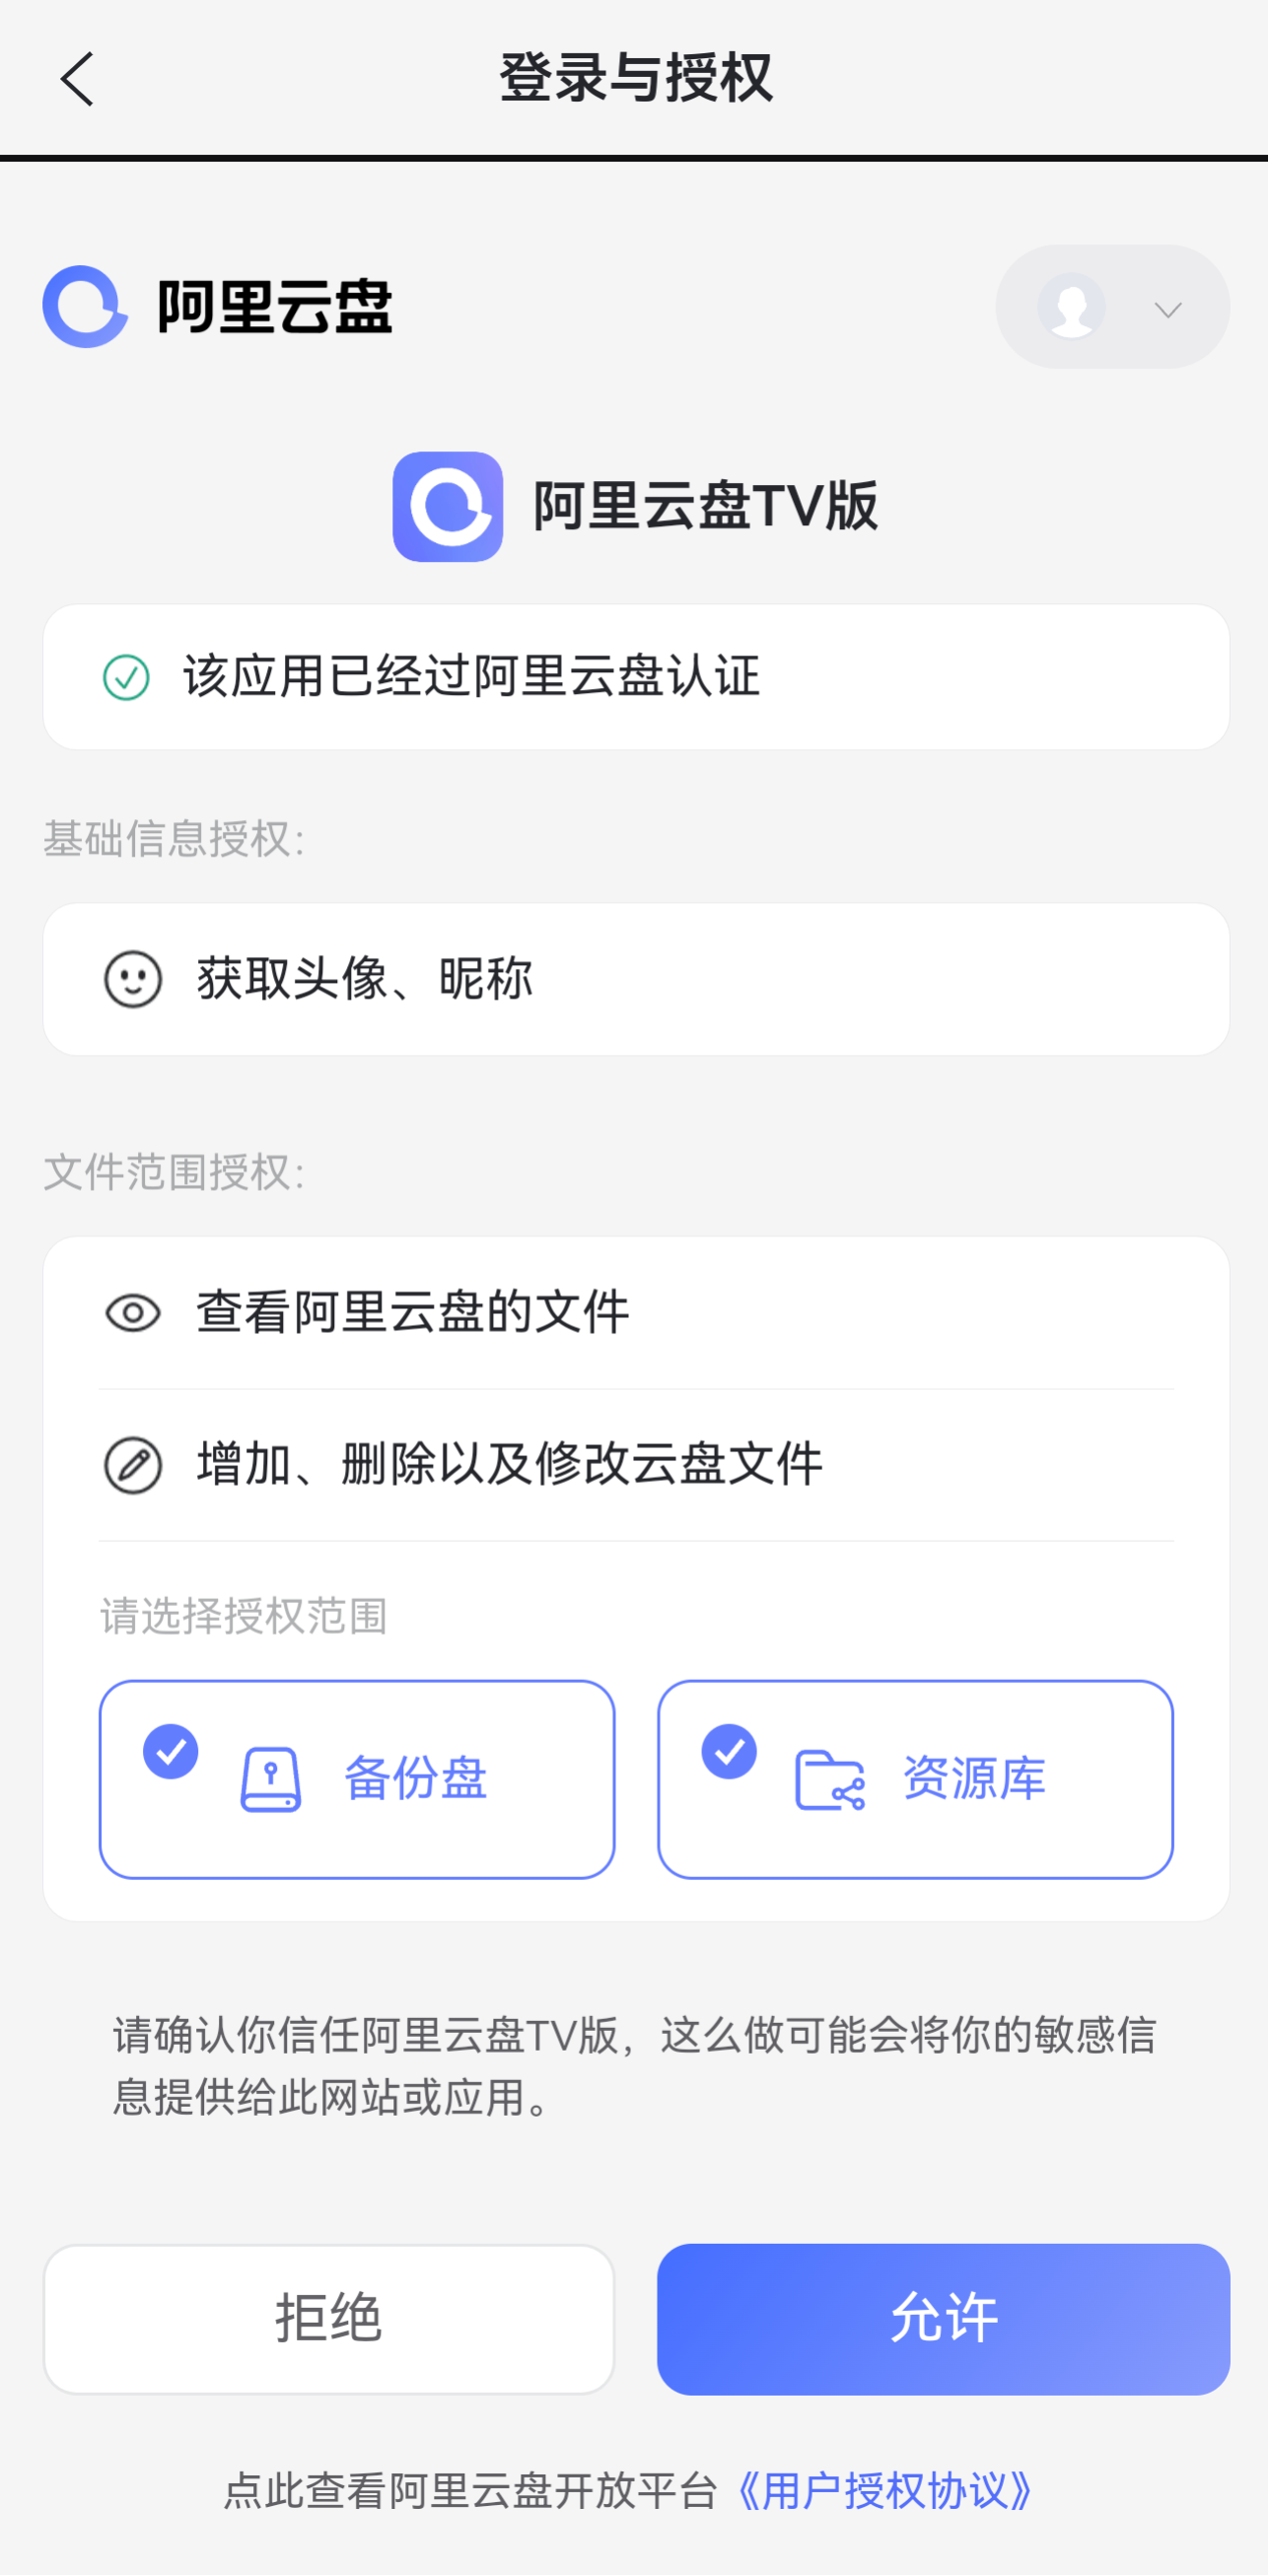 登录与授权
阿里云盘
阿里云盘TV版
该应用已经过阿里云盘认证
基础信息授权：
获取头像、昵称
文件范围授权：
查看阿里云盘的文件
增加、删除以及修改云盘文件
请选择授权范围
备份盘
资源库
请确认你信任阿里云盘TV版，这么做可能会将你的敏感信
息提供给此网站或应用。
拒绝
允许
点此查看阿里云盘开放平台《用户授权协议》